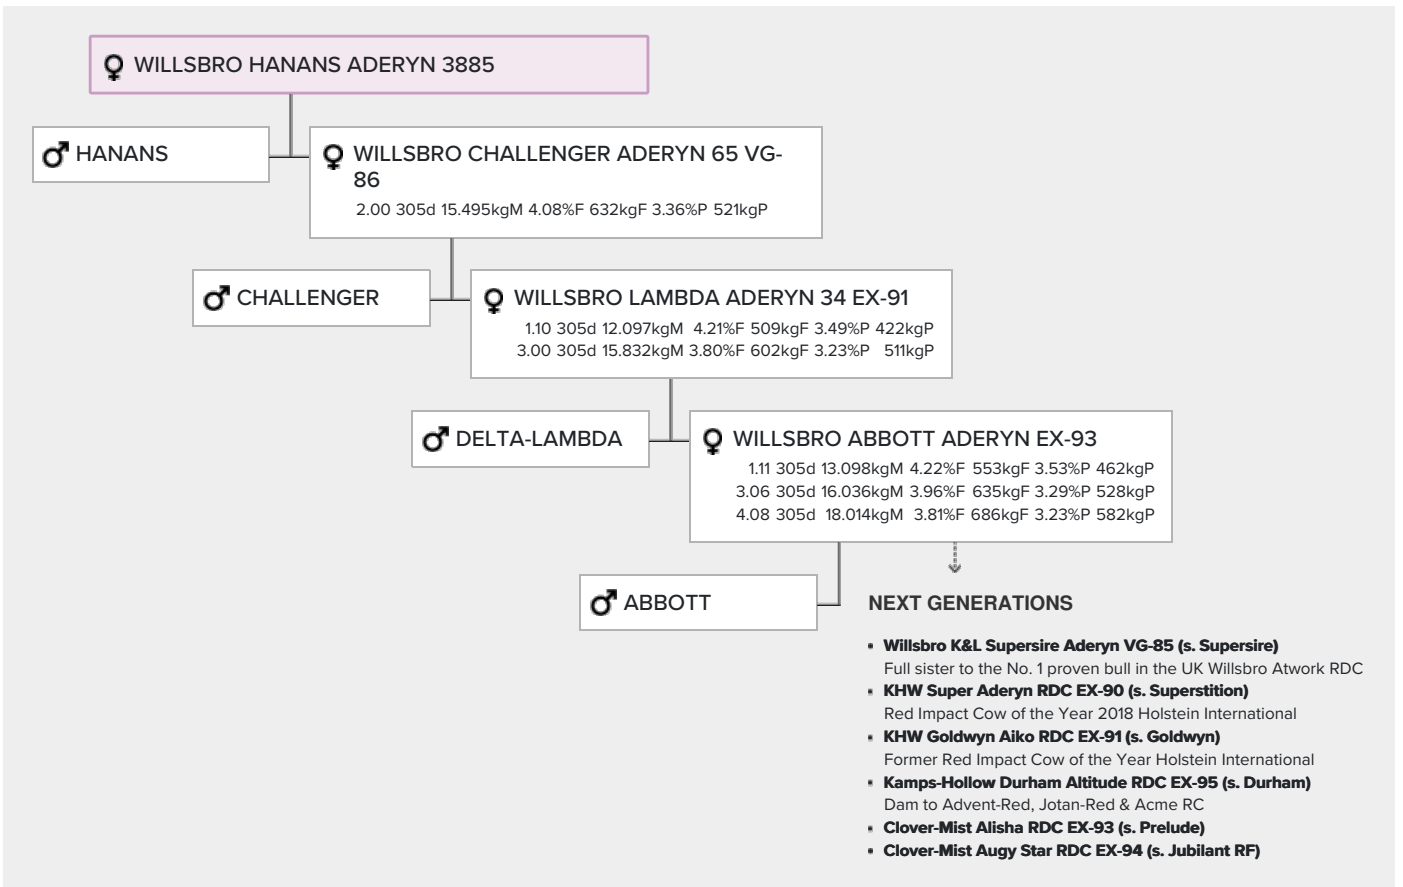 WILLSBRO HANANS ADERYN 3885
HANANS
WILLSBRO CHALLENGER ADERYN 65 VG-
86
2.00 305d 15.495kgM 4.08%F 632kgF 3.36%P 521kgP
CHALLENGER
WILLSBRO LAMBDA ADERYN 34 EX-91
1.10 305d 12.097kgM 4.21%F 509kgF 3.49%P 422kgP
3.00 305d 15.832kgM 3.80%F 602kgF 3.23%P 511kgP
DELTA-LAMBDA
WILLSBRO ABBOTT ADERYN EX-93
1.11 305d 13.098kgM 4.22%F 553kgF 3.53%P 462kgP
3.06 305d 16.036kgM 3.96%F 635kgF 3.29%P 528kgP
4.08 305d 18.014kgM 3.81%F 686kgF 3.23%P 582kgP
ABBOTT
NEXT GENERATIONS
• Willsbro K&L Supersire Aderyn VG-85 (s. Supersire)
Full sister to the No. 1 proven bull in the UK Willsbro Atwork RDC
• KHW Super Aderyn RDC EX-90 (s. Superstition)
Red Impact Cow of the Year 2018 Holstein International
• KHW Goldwyn Aiko RDC EX-91 (s. Goldwyn)
Former Red Impact Cow of the Year Holstein International
• Kamps-Hollow Durham Altitude RDC EX-95 (s. Durham)
Dam to Advent-Red, Jotan-Red & Acme RC
• Clover-Mist Alisha RDC EX-93 (s. Prelude)
• Clover-Mist Augy Star RDC EX-94 (s. Jubilant RF)